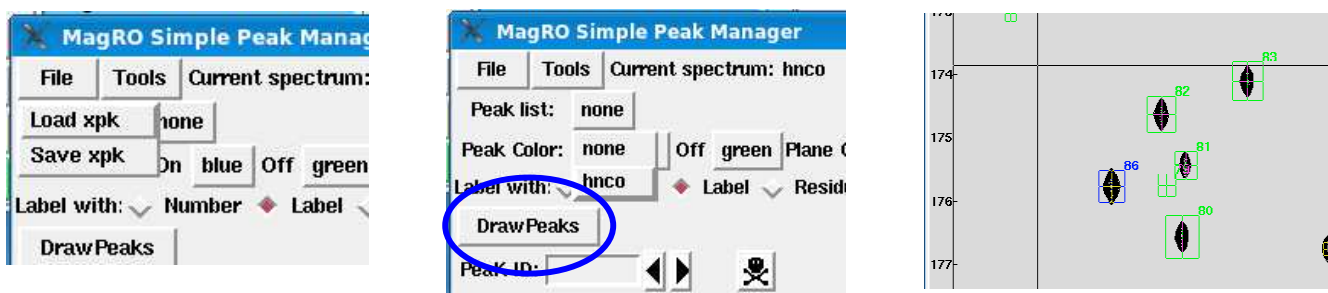 MagRO Simple Peak Manag
File Tools Current spectrum:
Load xpk none
Save xpk On blue Off green
Label with: Number Label
DrawPeaks
MagRO Simple Peak Manager
File Tools Current spectrum: hnco
Peak list: none
Peak Color: none Off green Plane
Label with: hnco Label Resid
DrawPeaks
PeaK ID:
173
83
174
82
175
81
86
176
80
177